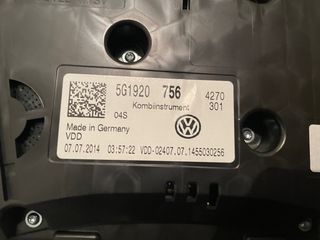 5G1920 756 4270
Kombiinstrument 301
04S
Made in Germany
VDD
07.07.2014 03:57:22 VDD-02407.07.1455030256